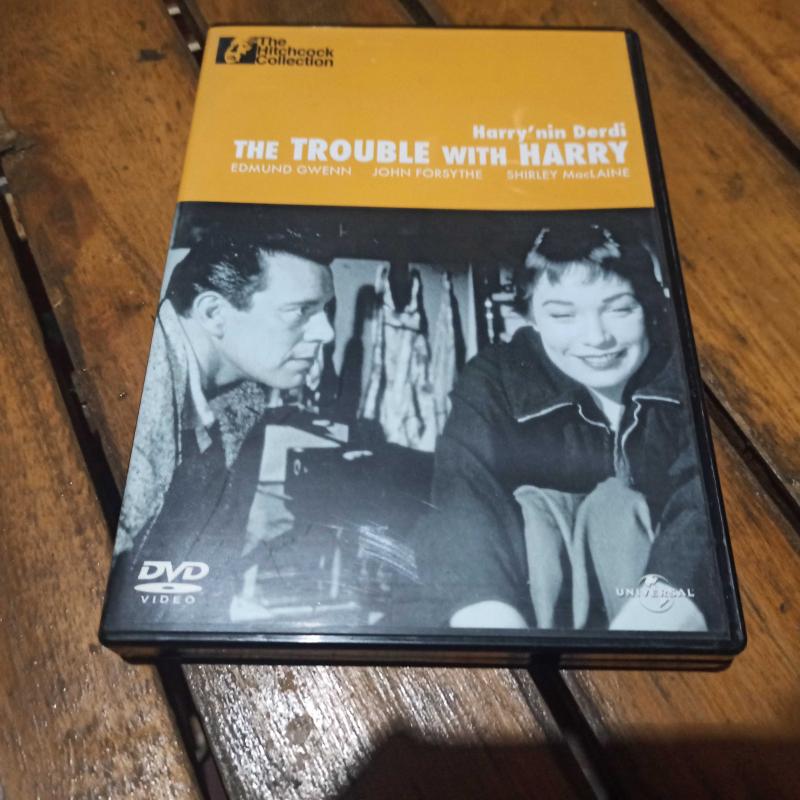 The
Hitchcock
Collection
Harry'nin Derdi
THE TROUBLE WITH HARRY
EDMUND GWENN JOHN FORSYTHE SHIRLEY MacLAINE
DVD
VIDEO
UNIVERSAL